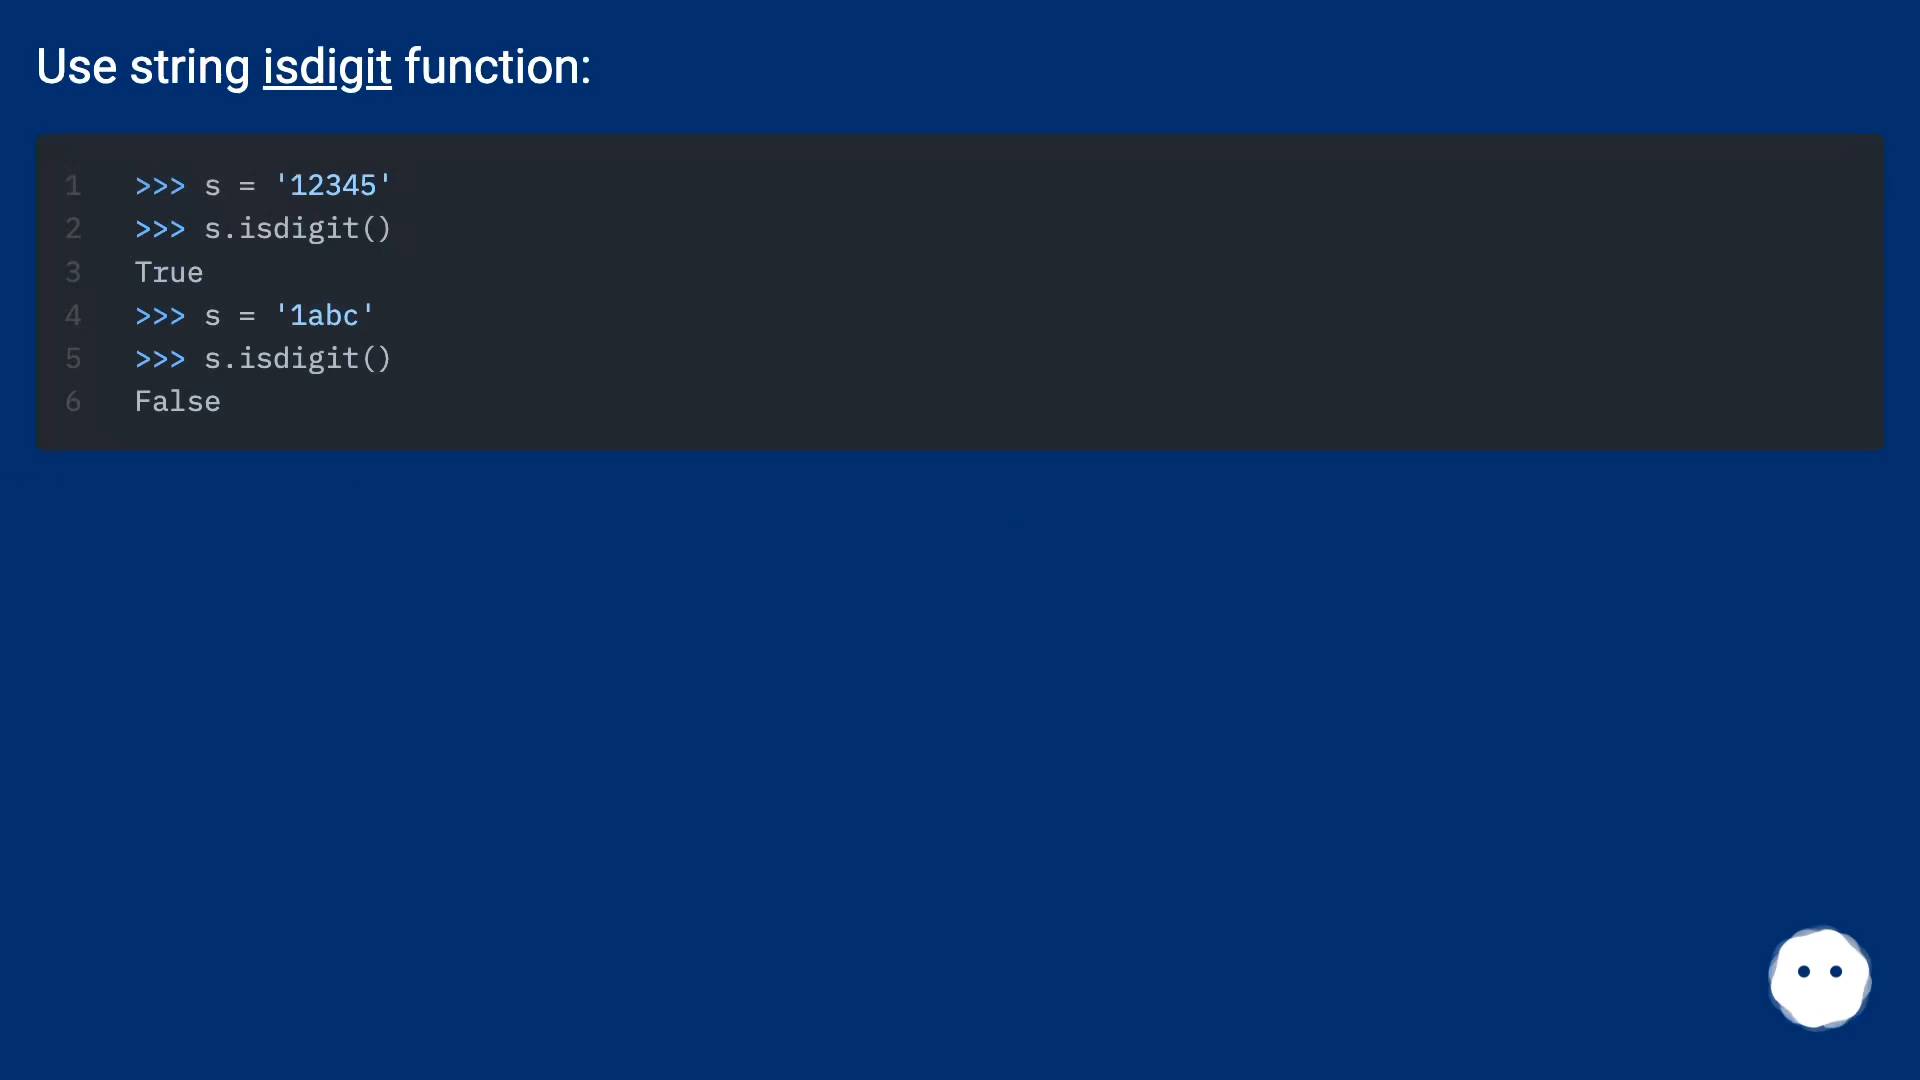 Use string isdigit function:
1 >>> s = '12345'
2 >>> s.isdigit()
3 True
4 >>> s = '1abc'
5 >>> s.isdigit()
6 False